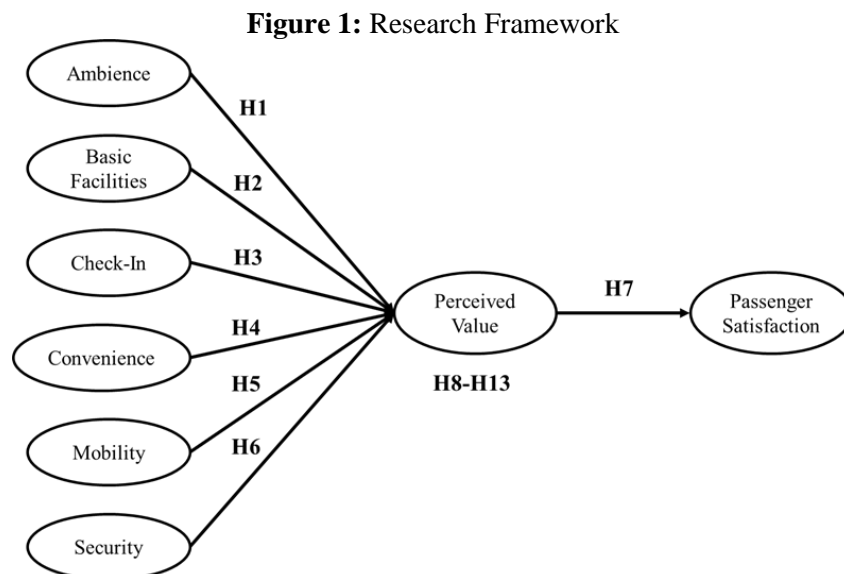 Figure 1: Research Framework
Ambience
H1
Basic
Facilities
H2
Check-In
H3
Convenience
H4
Mobility
H5
Security
H6
Perceived
Value
H8-H13
H7
Passenger
Satisfaction